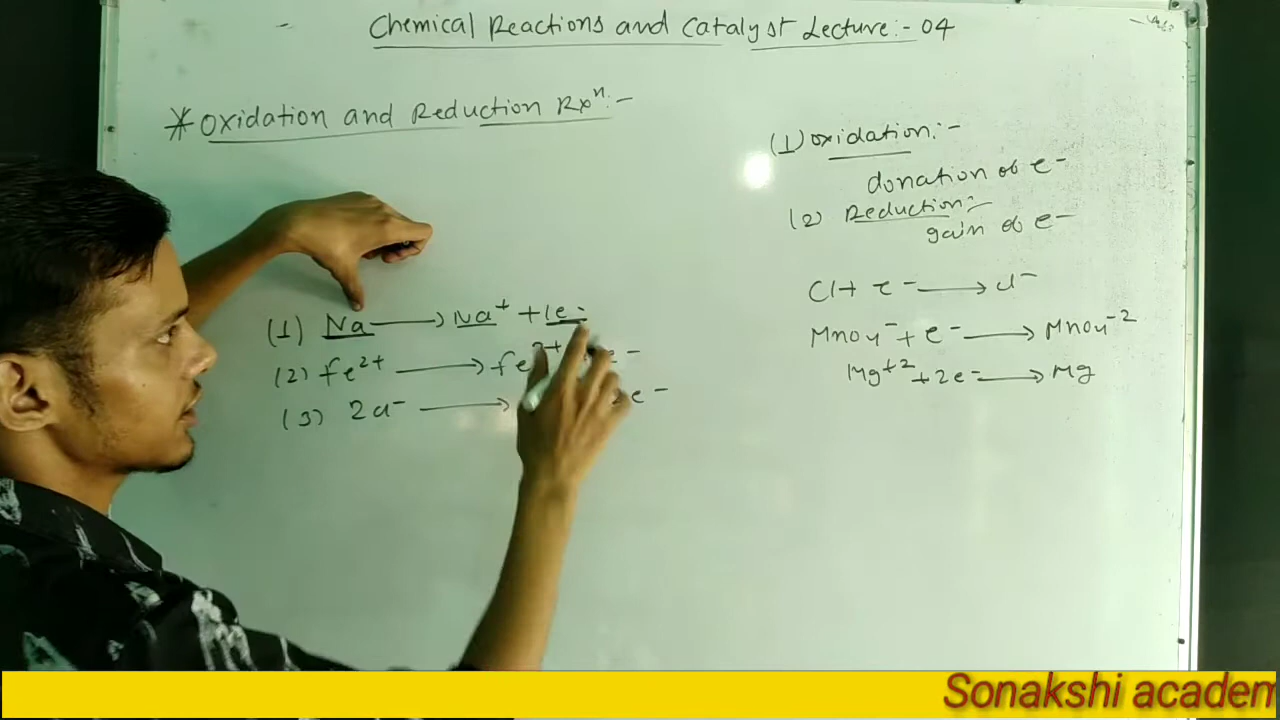 Chemical Reactions and Catalyst Lecture:- 04
* Oxidation and Reduction Rxⁿ:-
(1) Na ⟶ Na⁺ + 1e⁻
(2) fe²⁺ ⟶ fe³⁺ e⁻
(3) 2Cl⁻ ⟶ e⁻
(1) Oxidation:-
donation of e⁻
(2) Reduction:-
gain of e⁻
Cl + e⁻ ⟶ Cl⁻
MnO₄⁻ + e⁻ ⟶ MnO₄⁻²
Mg⁺² + 2e⁻ ⟶ Mg
Sonakshi academ